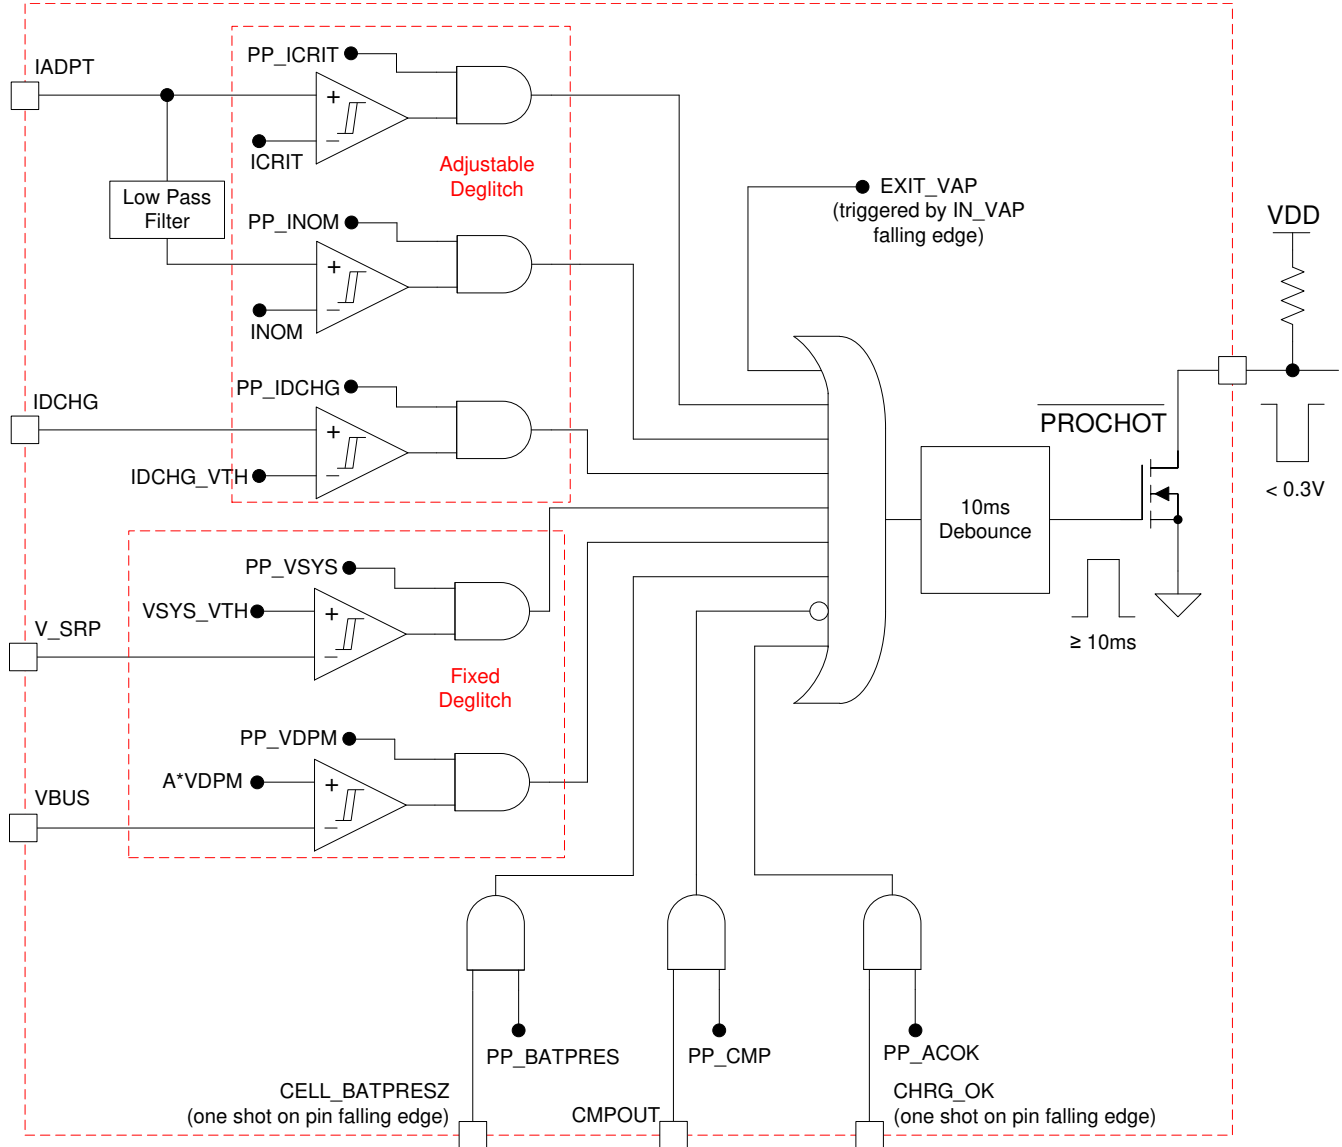 IADPT
PP_ICRIT
+
−
ICRIT
Adjustable
Deglitch
Low Pass
Filter
PP_INOM
+
−
INOM
EXIT_VAP
(triggered by IN_VAP
falling edge)
VDD
IDCHG
PP_IDCHG
+
−
IDCHG_VTH
PROCHOT
< 0.3V
10ms
Debounce
≥ 10ms
PP_VSYS
VSYS_VTH
+
−
V_SRP
Fixed
Deglitch
PP_VDPM
A*VDPM
+
−
VBUS
PP_BATPRES
PP_CMP
PP_ACOK
CELL_BATPRESZ
(one shot on pin falling edge)
CMPOUT
CHRG_OK
(one shot on pin falling edge)